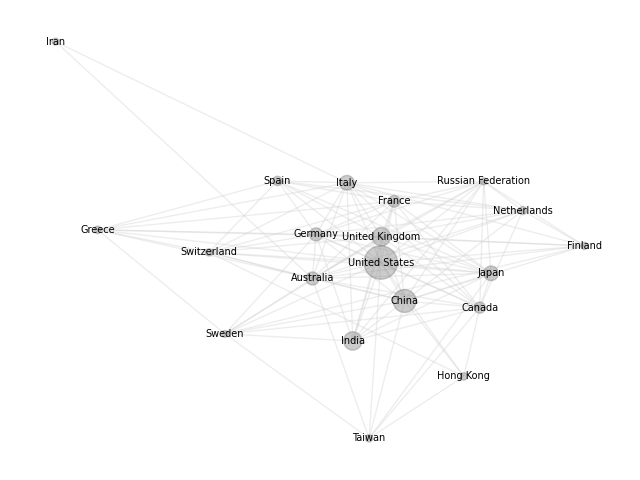 Iran
Spain
Italy
Russian Federation
France
Netherlands
Greece
Germany
United Kingdom
Finland
Switzerland
United States
Australia
Japan
China
Canada
Sweden
India
Hong Kong
Taiwan